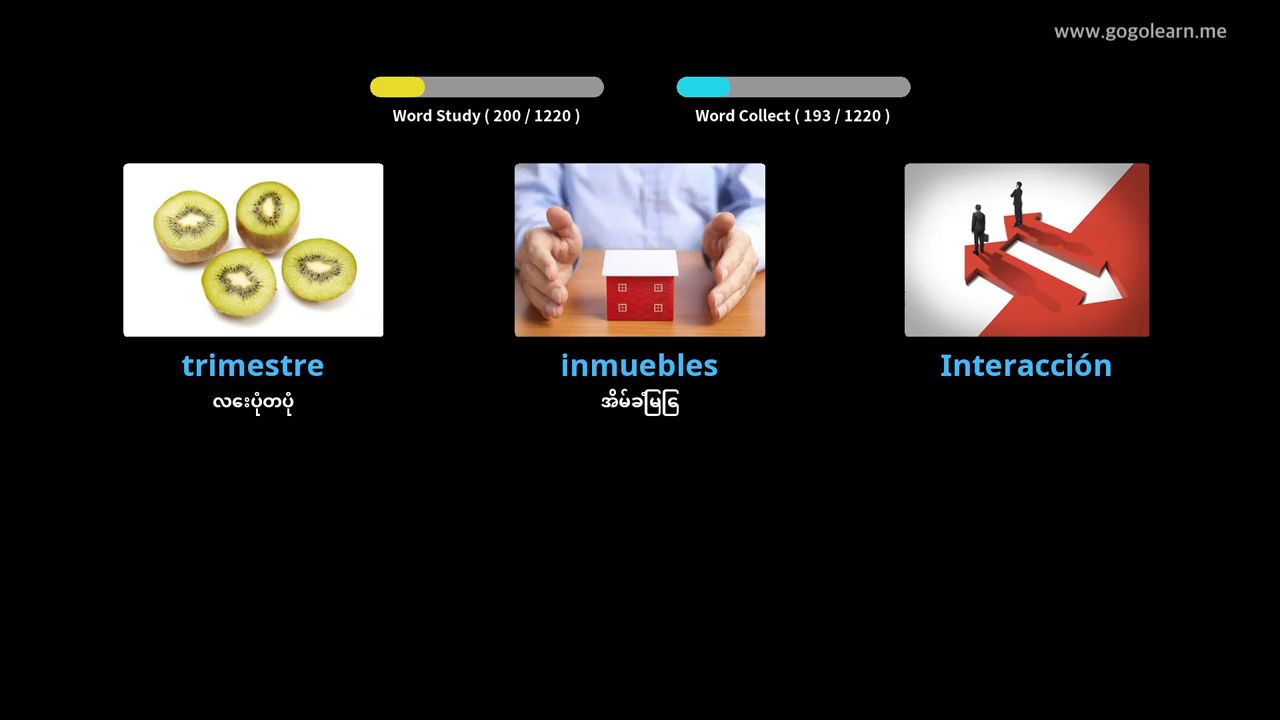 www.gogolearn.me
Word Study ( 200 / 1220 )
Word Collect ( 193 / 1220 )
trimestre
inmuebles
Interacción
လးေပုံတပုံ
အိမ်ခံမြြေ